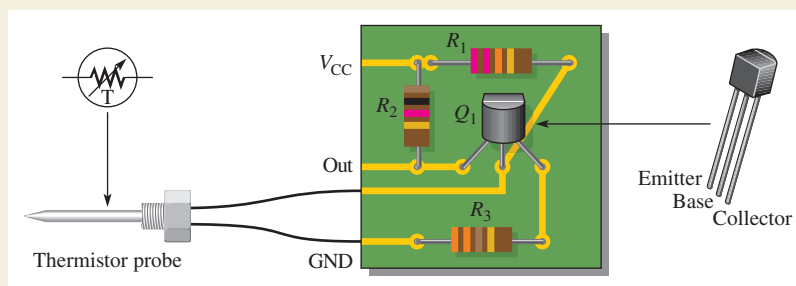 R1
VCC
T
R2
Q1
Out
Emitter
Base
Collector
R3
Thermistor probe
GND